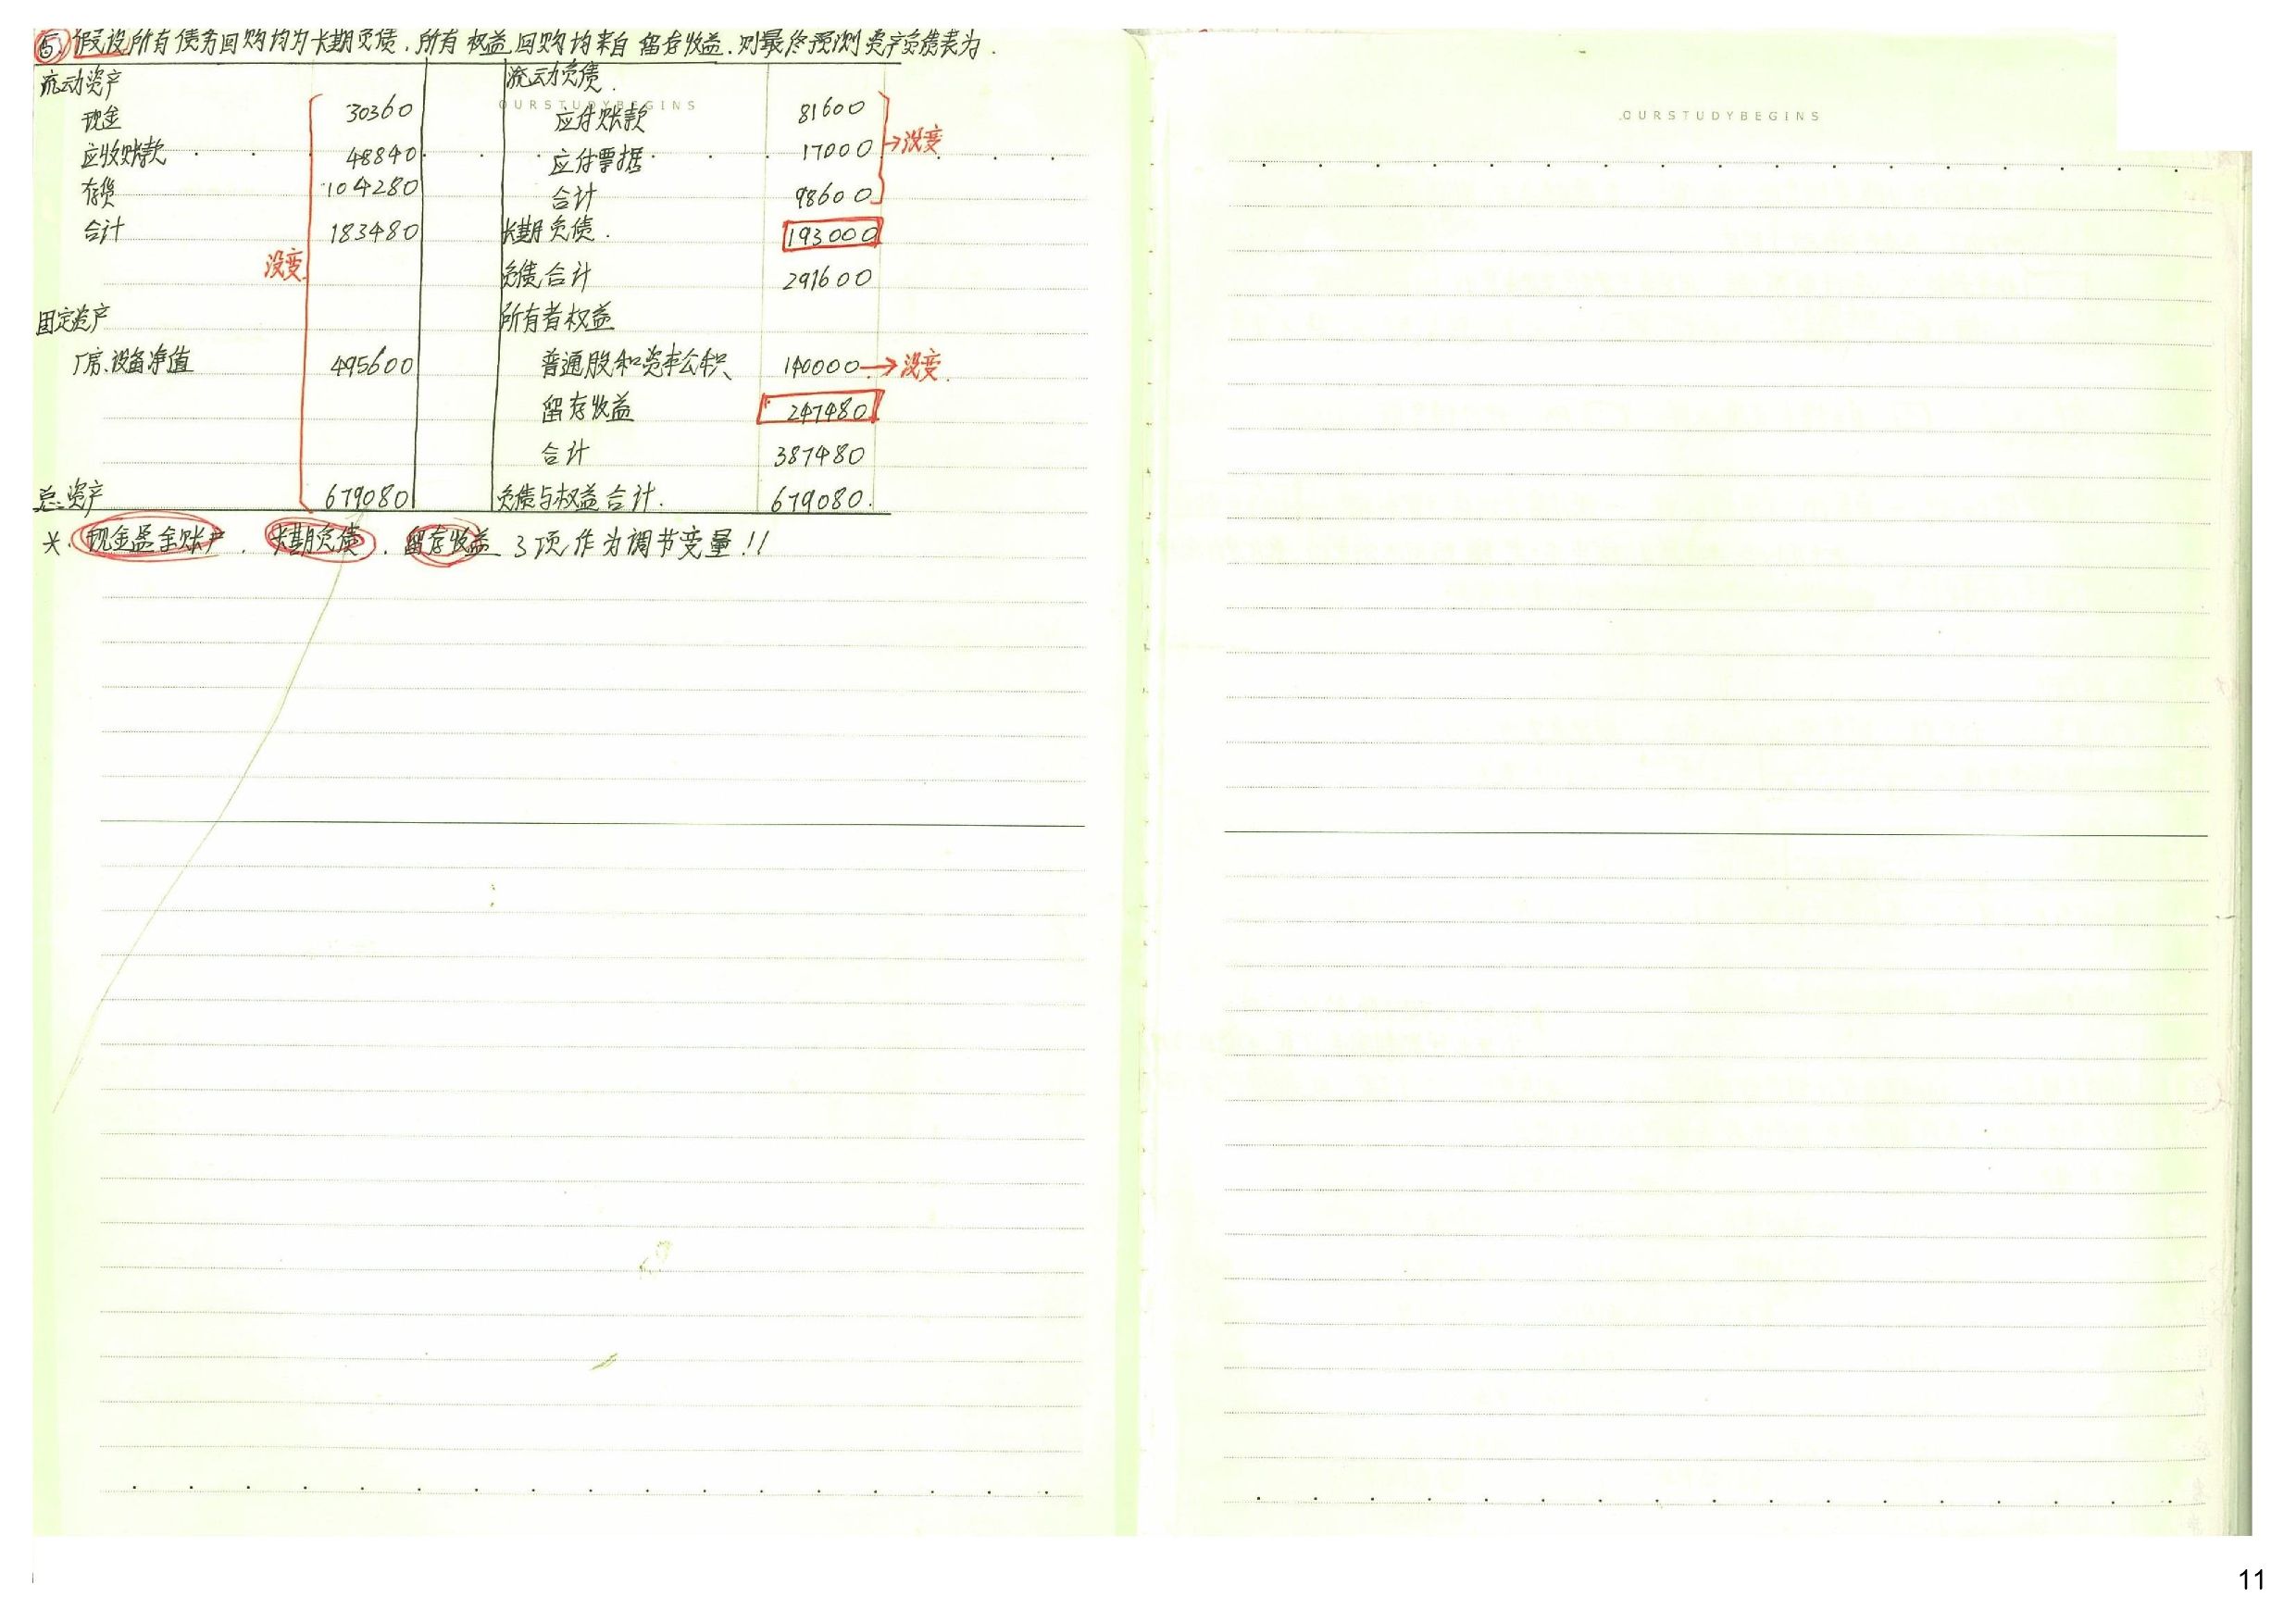 ⑤ 假设所有债务回购均为长期负债.所有权益回购均来自留存收益.则最终预测资产负债表为.
流动资产 流动负债.
OURSTUDYBEGINS
OURSTUDYBEGINS
现金 30360 应付账款 81600
应收账款 48840 应付票据 17000 →没变
存货 104280 合计 98600
合计 183480 长期负债. 193000
没变
负债合计 291600
固定资产 所有者权益
厂房.设备净值 495600 普通股和资本公积 140000→没变.
留存收益 247480
合计 387480
总资产 679080 负债与权益合计. 679080.
*.现金盈余账户.长期负债.留存收益 3项作为调节变量!!
11